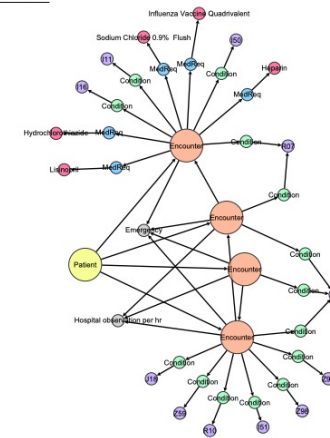 Influenza Vaccine Quadrivalent
Sodium Chloride 0.9% Flush
I50
I11
MedReq
MedReq
Heparin
Condition
Condition
I16
MedReq
Condition
Hydrochlorothiazide
MedReq
Encounter
Condition
R07
Lisinopril
MedReq
Condition
Encounter
Emergency
Condition
Patient
Encounter
Condition
Hospital observation per hr
Condition
Encounter
Condition
Condition
J18
Condition
Condition
Condition
Condition
Z59
Z98
R10
I51